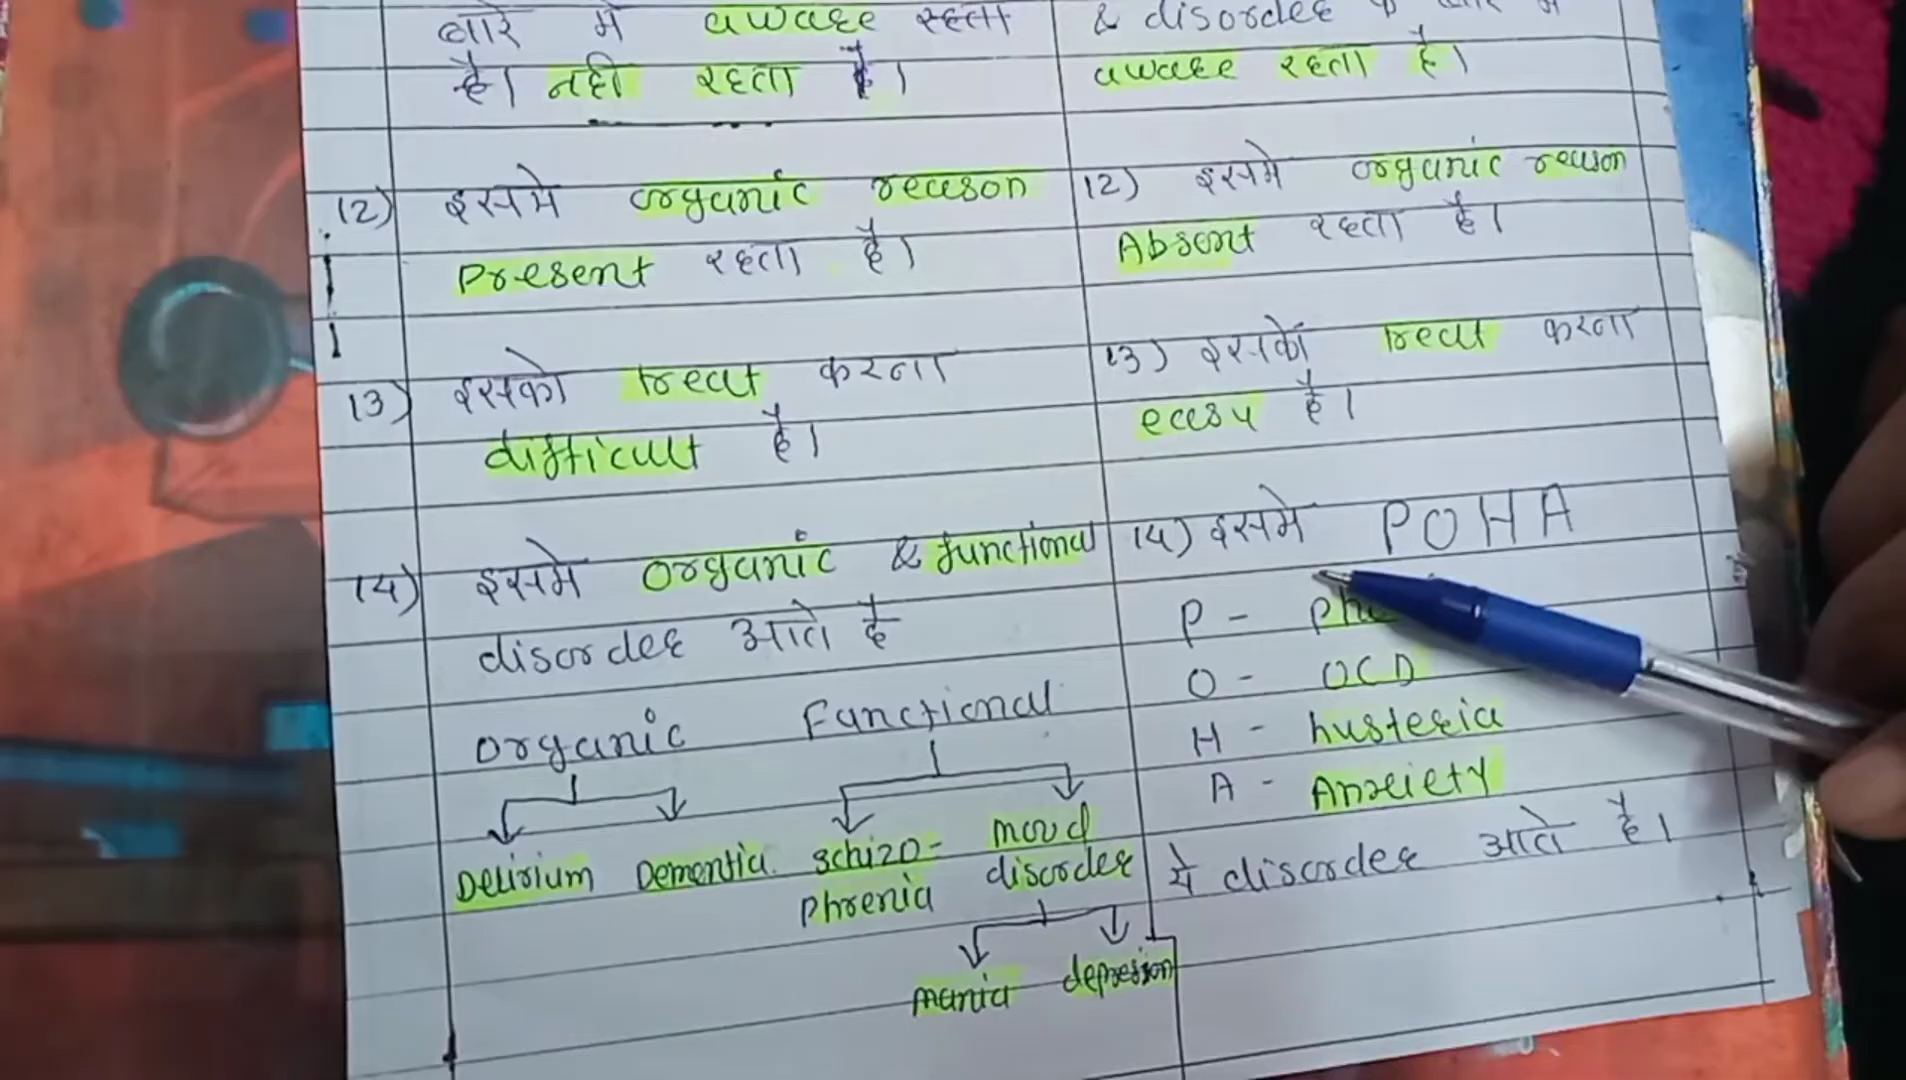 बारे में aware रहता
है। नही रहता है।
12) इसमे organic reason
Present रहता है।
13) इसको treat करना
difficult है।
14) इसमे organic & functional
disorder आते है
organic Functional
Delirium Dementia. schizo- mood
phrenia disorder
mania depression
& disorder के बारे में
aware रहता है।
12) इसमे organic reason
Absent रहता है।
13) इसकों treat करना
easy है।
14) इसमे POHA
P -
O - OCD
H - hysteria
A - Anxiety
ये disorder आते है।